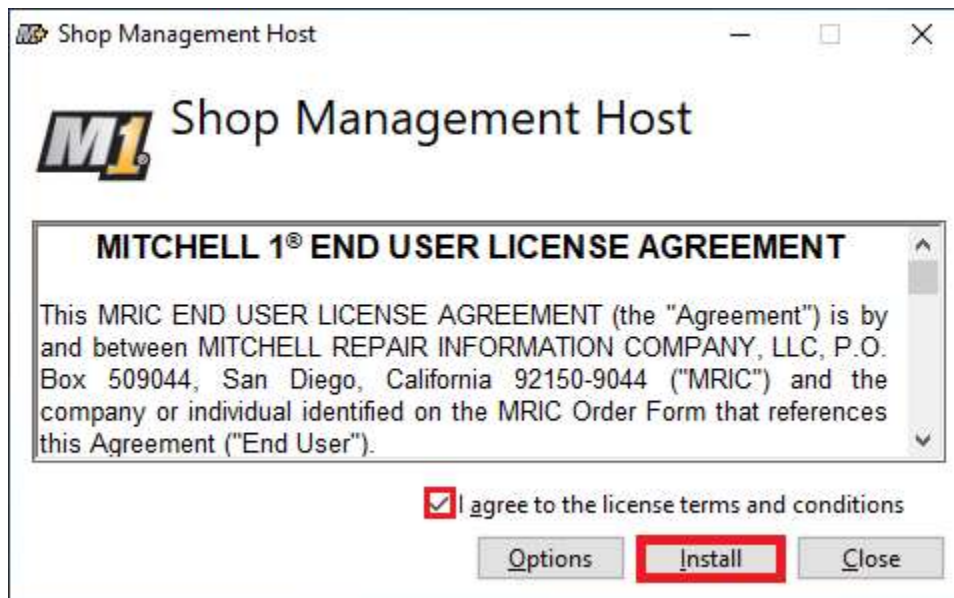 Shop Management Host
M1®
Shop Management Host
MITCHELL 1® END USER LICENSE AGREEMENT
This MRIC END USER LICENSE AGREEMENT (the "Agreement") is by
and between MITCHELL REPAIR INFORMATION COMPANY, LLC, P.O.
Box 509044, San Diego, California 92150-9044 ("MRIC") and the
company or individual identified on the MRIC Order Form that references
this Agreement ("End User").
I agree to the license terms and conditions
Options Install Close